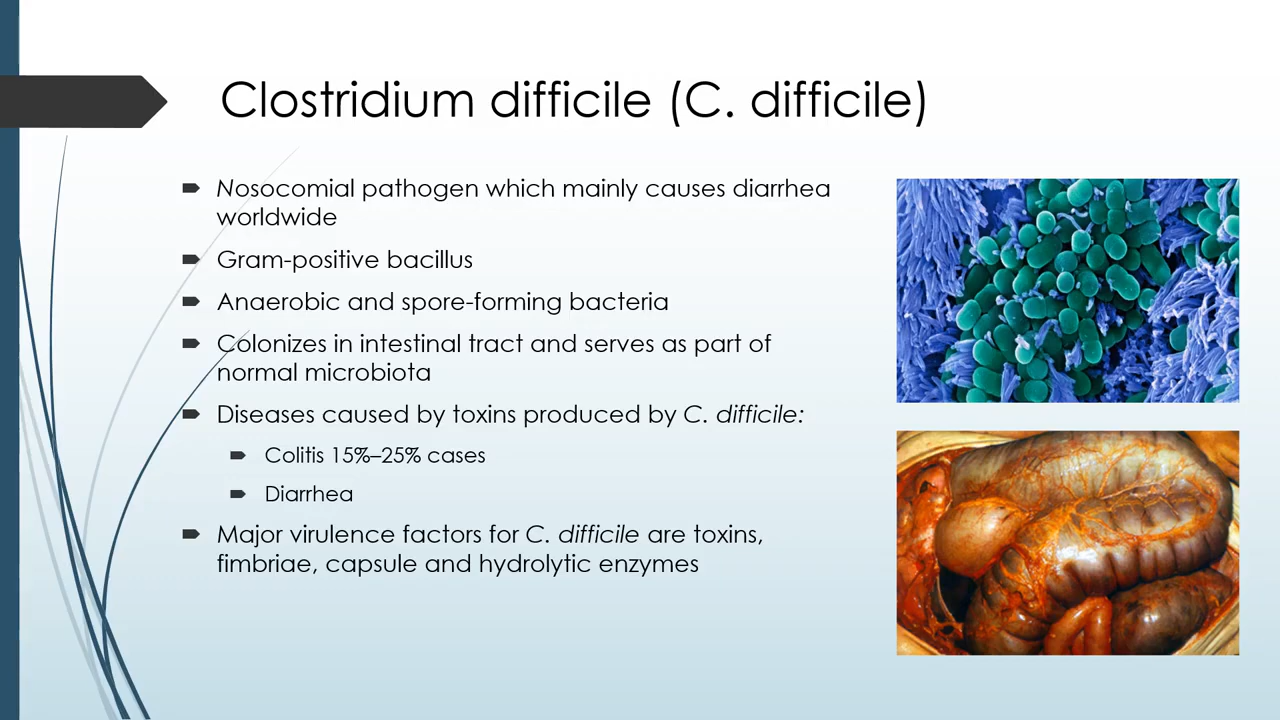 Clostridium difficile (C. difficile)
Nosocomial pathogen which mainly causes diarrhea
worldwide
Gram-positive bacillus
Anaerobic and spore-forming bacteria
Colonizes in intestinal tract and serves as part of
normal microbiota
Diseases caused by toxins produced by C. difficile:
Colitis 15%–25% cases
Diarrhea
Major virulence factors for C. difficile are toxins,
fimbriae, capsule and hydrolytic enzymes